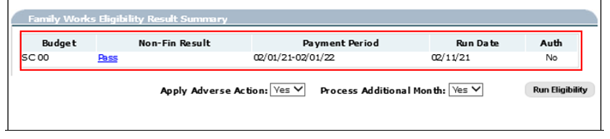 Family Works Eligibility Result Summary
Budget Non-Fin Result Payment Period Run Date Auth
SC 00 Pass 02/01/21-02/01/22 02/11/21 No
Apply Adverse Action: Yes Process Additional Month: Yes Run Eligibility